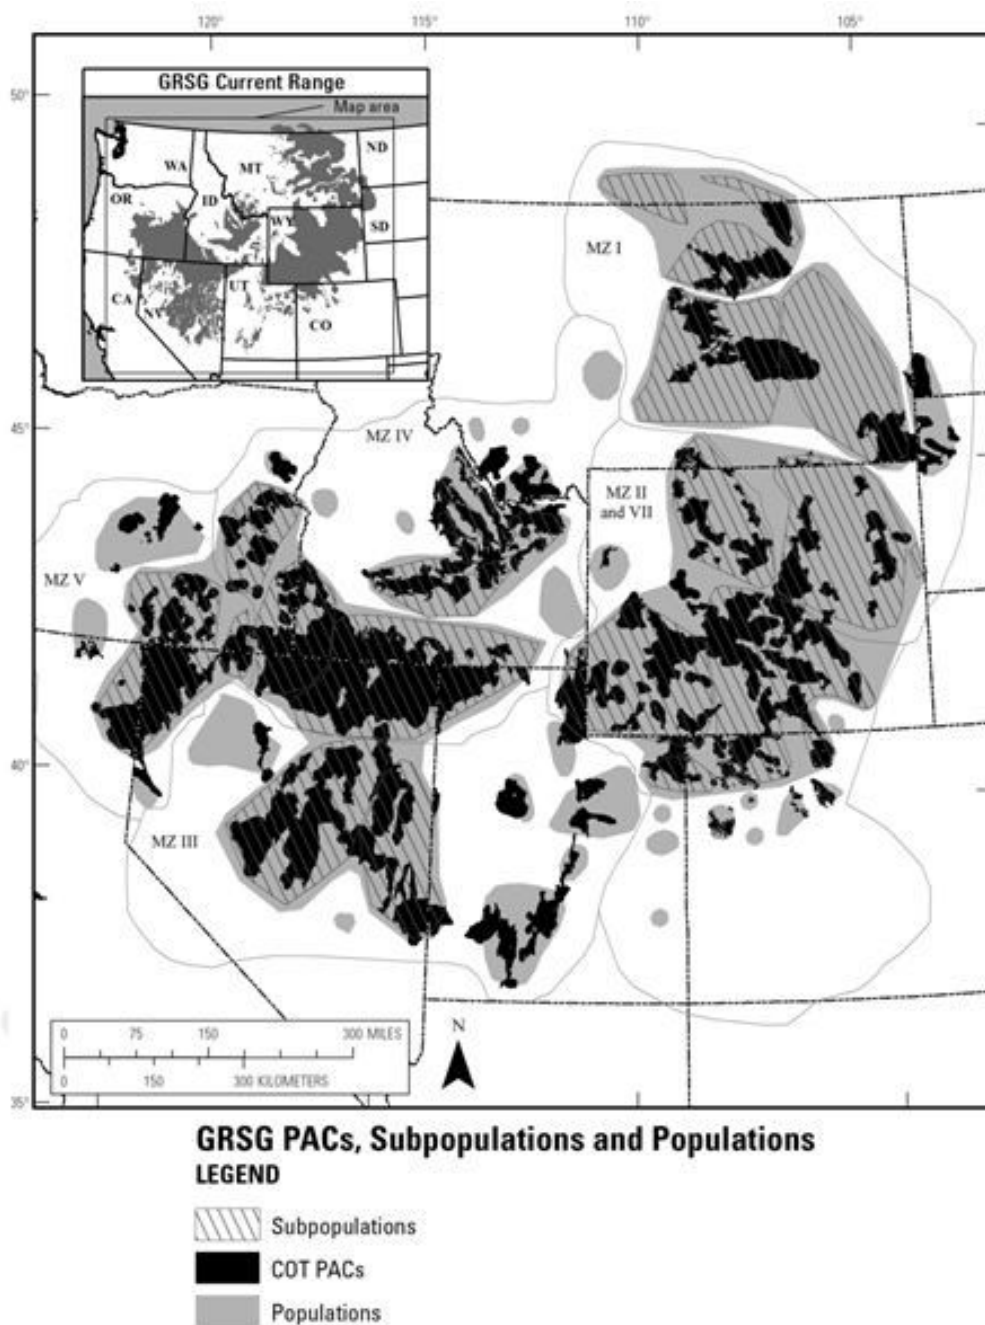 120° 115° 110° 105°
50°
GRSG Current Range
Map area
WA MT ND
OR ID WY SD
CA NV UT CO
MZ I
45°
MZ IV
MZ II
and VII
MZ V
40°
MZ III
N
0 75 150 300 MILES
0 150 300 KILOMETERS
35°
GRSG PACs, Subpopulations and Populations
LEGEND
Subpopulations
COT PACs
Populations